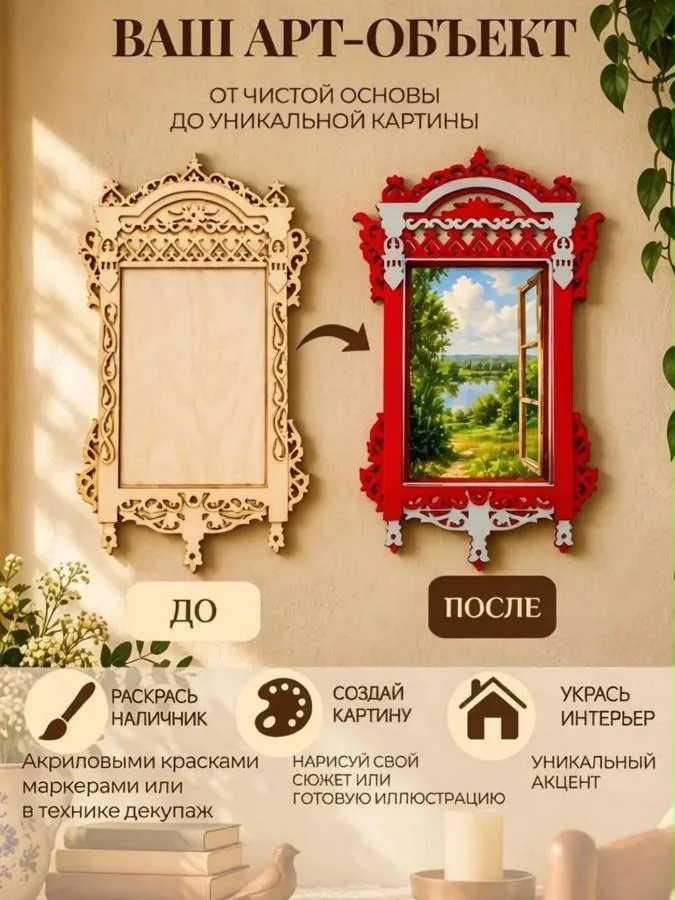 ВАШ АРТ-ОБЪЕКТ
ОТ ЧИСТОЙ ОСНОВЫ
ДО УНИКАЛЬНОЙ КАРТИНЫ
ДО
ПОСЛЕ
РАСКРАСЬ
НАЛИЧНИК
Акриловыми красками
маркерами или
в технике декупаж
СОЗДАЙ
КАРТИНУ
НАРИСУЙ СВОЙ
СЮЖЕТ ИЛИ
ГОТОВУЮ ИЛЛЮСТРАЦИЮ
УКРАСЬ
ИНТЕРЬЕР
УНИКАЛЬНЫЙ
АКЦЕНТ